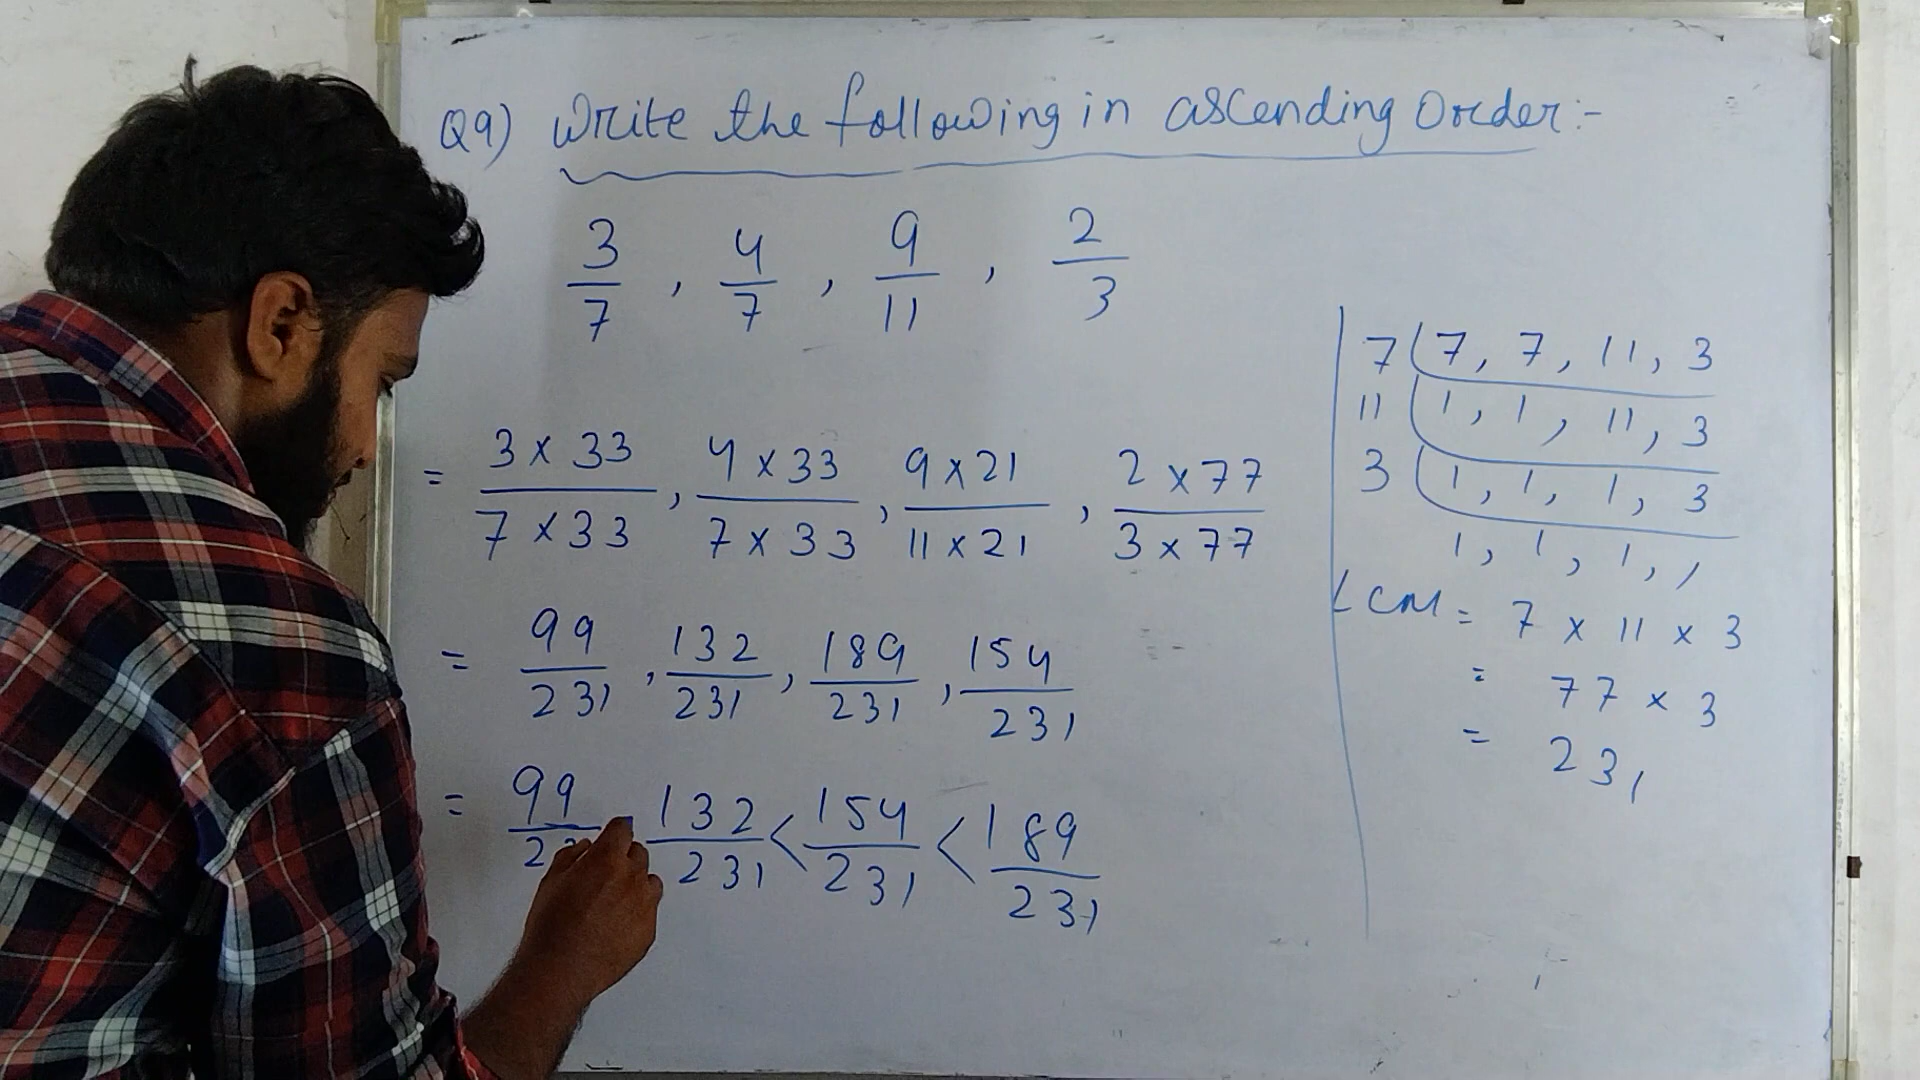 Q9) Write the following in ascending Order:-
3/7 , 4/7 , 9/11 , 2/3
= 3 x 33 / 7 x 33 , 4 x 33 / 7 x 33 , 9 x 21 / 11 x 21 , 2 x 77 / 3 x 77
= 99/231 , 132/231 , 189/231 , 154/231
= 99/ 132/231 < 154/231 < 189/231
7 ( 7, 7, 11, 3
11 ( 1, 1, 11, 3
3 ( 1, 1, 1, 3
1, 1, 1, 1
LCM = 7 x 11 x 3
= 77 x 3
= 231